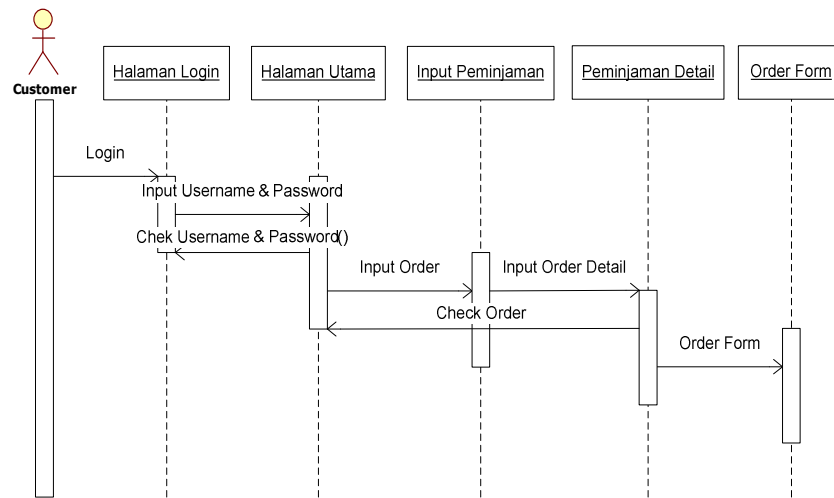 Halaman Login
Halaman Utama
Input Peminjaman
Peminjaman Detail
Order Form
Customer
Login
Input Username & Password
Chek Username & Password()
Input Order
Input Order Detail
Check Order
Order Form